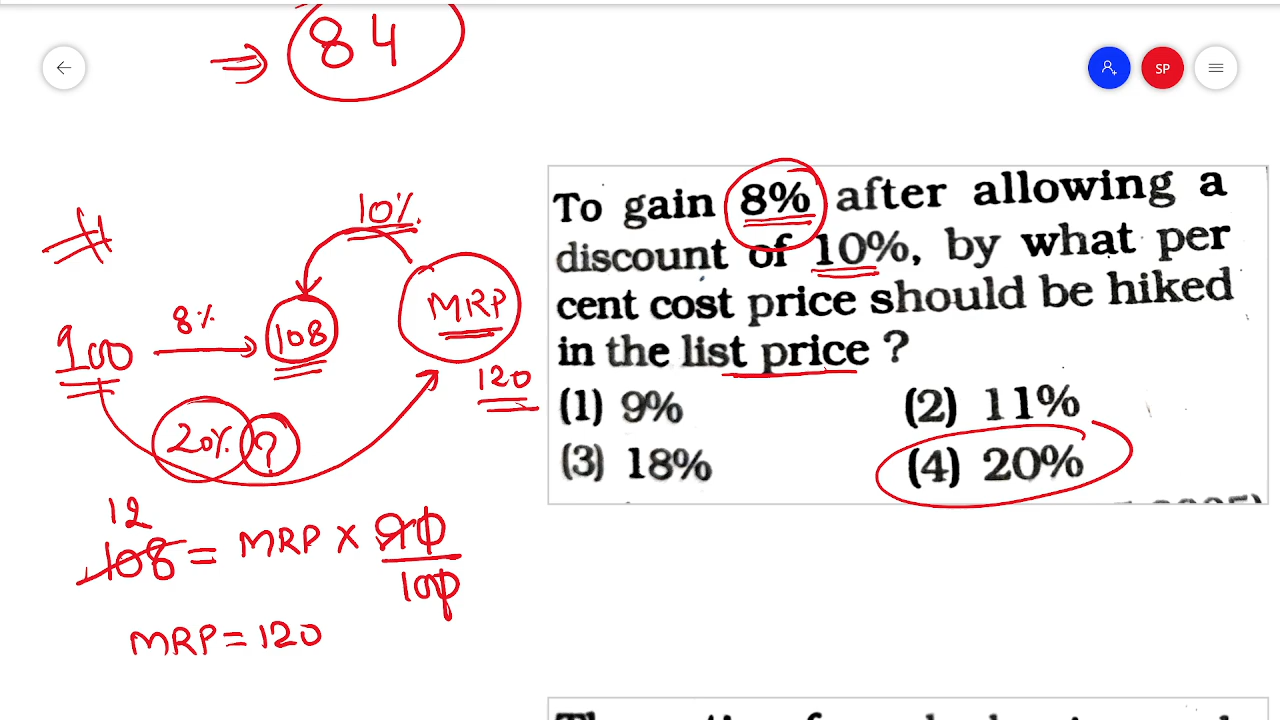 ⇒ 84
SP
To gain 8% after allowing a
discount of 10%, by what per
cent cost price should be hiked
in the list price ?
(1) 9% (2) 11%
(3) 18% (4) 20%
10%
MRP
8%
100 → 108
120
20% ?
12
108 = MRP × 90/100
MRP = 120